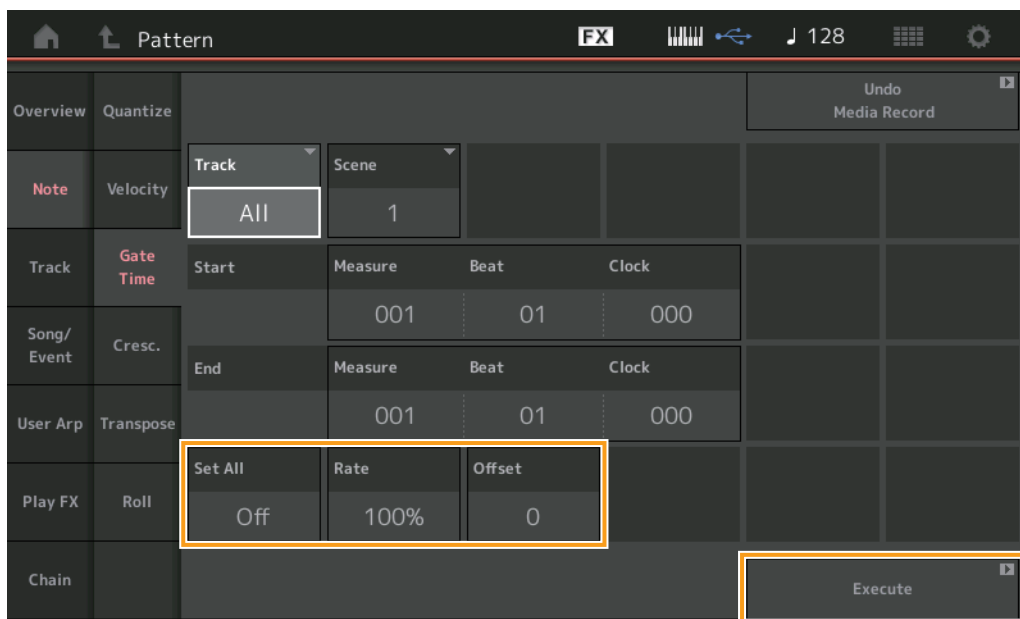 Pattern FX ♩ 128
Overview Quantize Undo
Media Record
Track Scene
Note Velocity
All 1
Track Gate
Time Start Measure Beat Clock
001 01 000
Song/
Event Cresc.
End Measure Beat Clock
User Arp Transpose 001 01 000
Set All Rate Offset
Play FX Roll Off 100% 0
Chain Execute